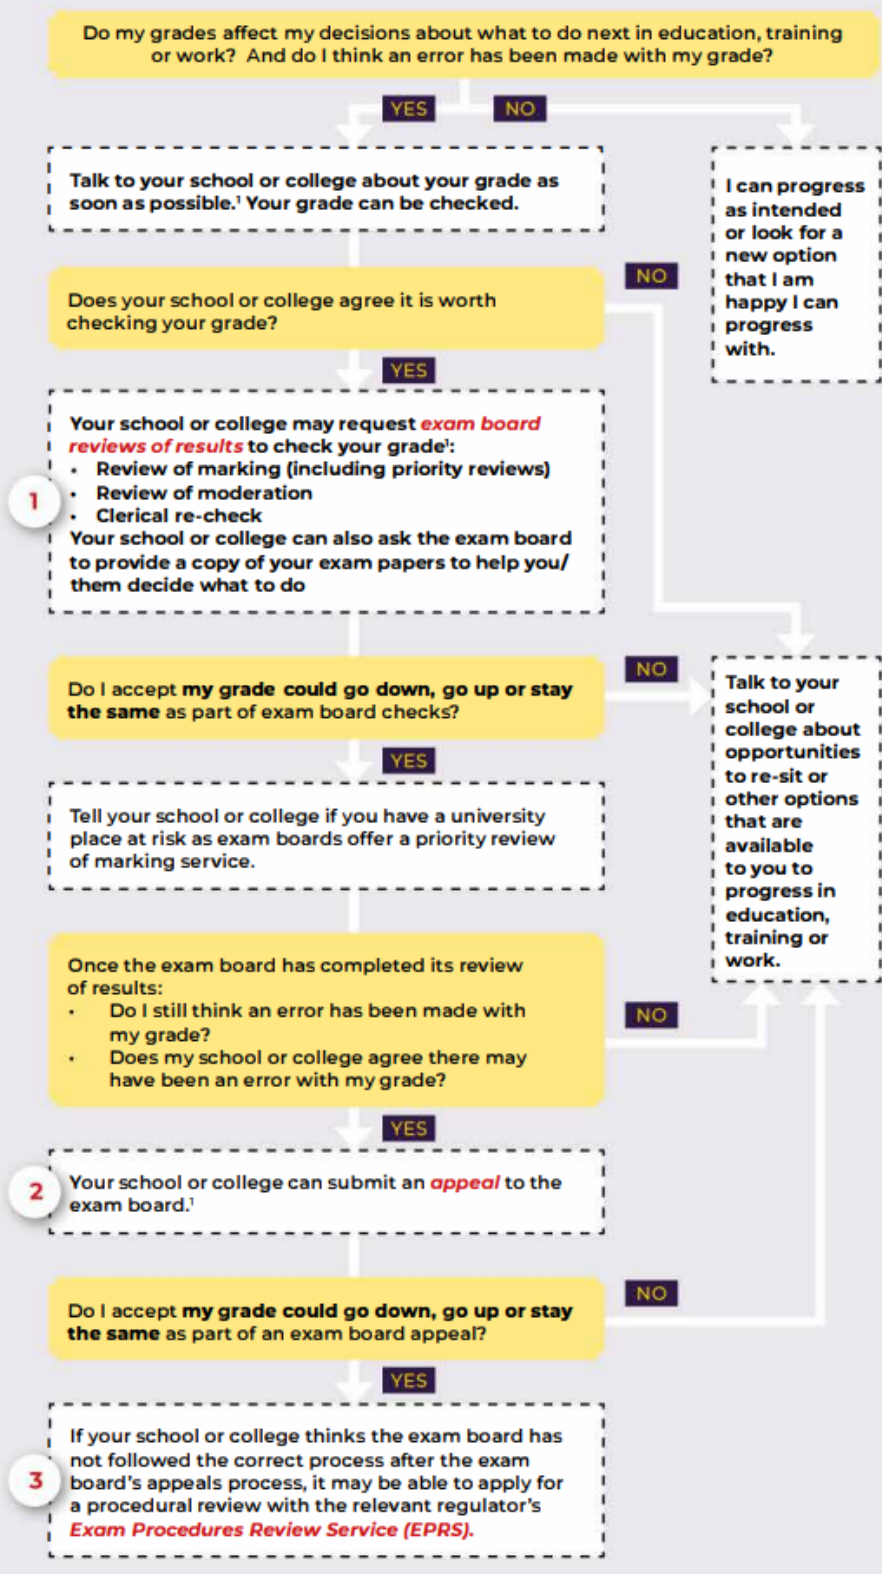 Do my grades affect my decisions about what to do next in education, training
or work? And do I think an error has been made with my grade?
YES
NO
Talk to your school or college about your grade as
soon as possible.¹ Your grade can be checked.
I can progress
as intended
or look for a
new option
that I am
happy I can
progress
with.
Does your school or college agree it is worth
checking your grade?
NO
YES
Your school or college may request exam board
reviews of results to check your grade¹:
• Review of marking (including priority reviews)
• Review of moderation
• Clerical re-check
Your school or college can also ask the exam board
to provide a copy of your exam papers to help you/
them decide what to do
1
Do I accept my grade could go down, go up or stay
the same as part of exam board checks?
NO
YES
Talk to your
school or
college about
opportunities
to re-sit or
other options
that are
available
to you to
progress in
education,
training or
work.
Tell your school or college if you have a university
place at risk as exam boards offer a priority review
of marking service.
Once the exam board has completed its review
of results:
• Do I still think an error has been made with
my grade?
• Does my school or college agree there may
have been an error with my grade?
NO
YES
2
Your school or college can submit an appeal to the
exam board.¹
Do I accept my grade could go down, go up or stay
the same as part of an exam board appeal?
NO
YES
3
If your school or college thinks the exam board has
not followed the correct process after the exam
board's appeals process, it may be able to apply for
a procedural review with the relevant regulator's
Exam Procedures Review Service (EPRS).